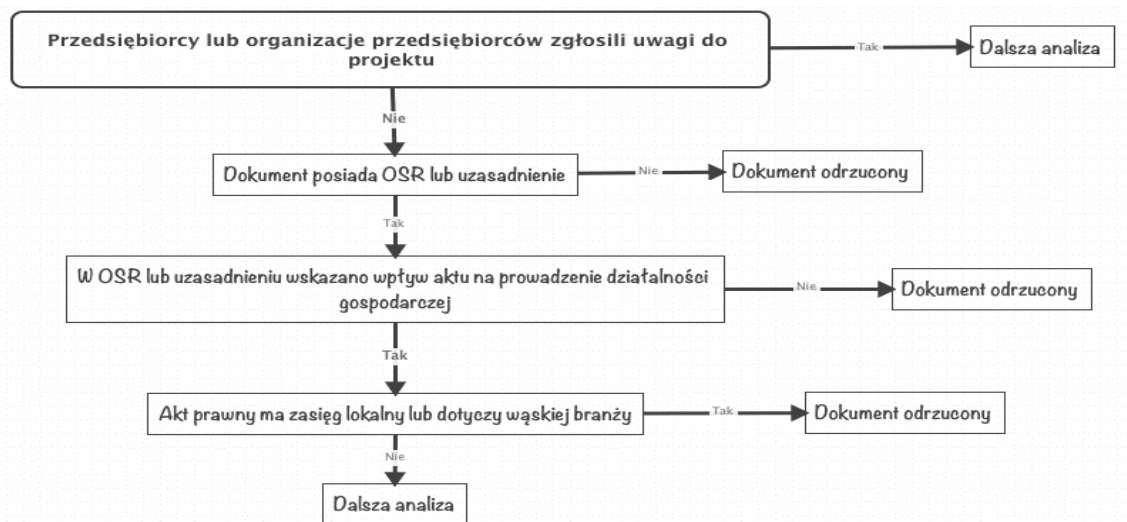 Przedsiębiorcy lub organizacje przedsiębiorców zgłosili uwagi do
projektu
Tak
Dalsza analiza
Nie
Dokument posiada OSR lub uzasadnienie
Nie
Dokument odrzucony
Tak
W OSR lub uzasadnieniu wskazano wpływ aktu na prowadzenie działalności
gospodarczej
Nie
Dokument odrzucony
Tak
Akt prawny ma zasięg lokalny lub dotyczy wąskiej branży
Tak
Dokument odrzucony
Nie
Dalsza analiza